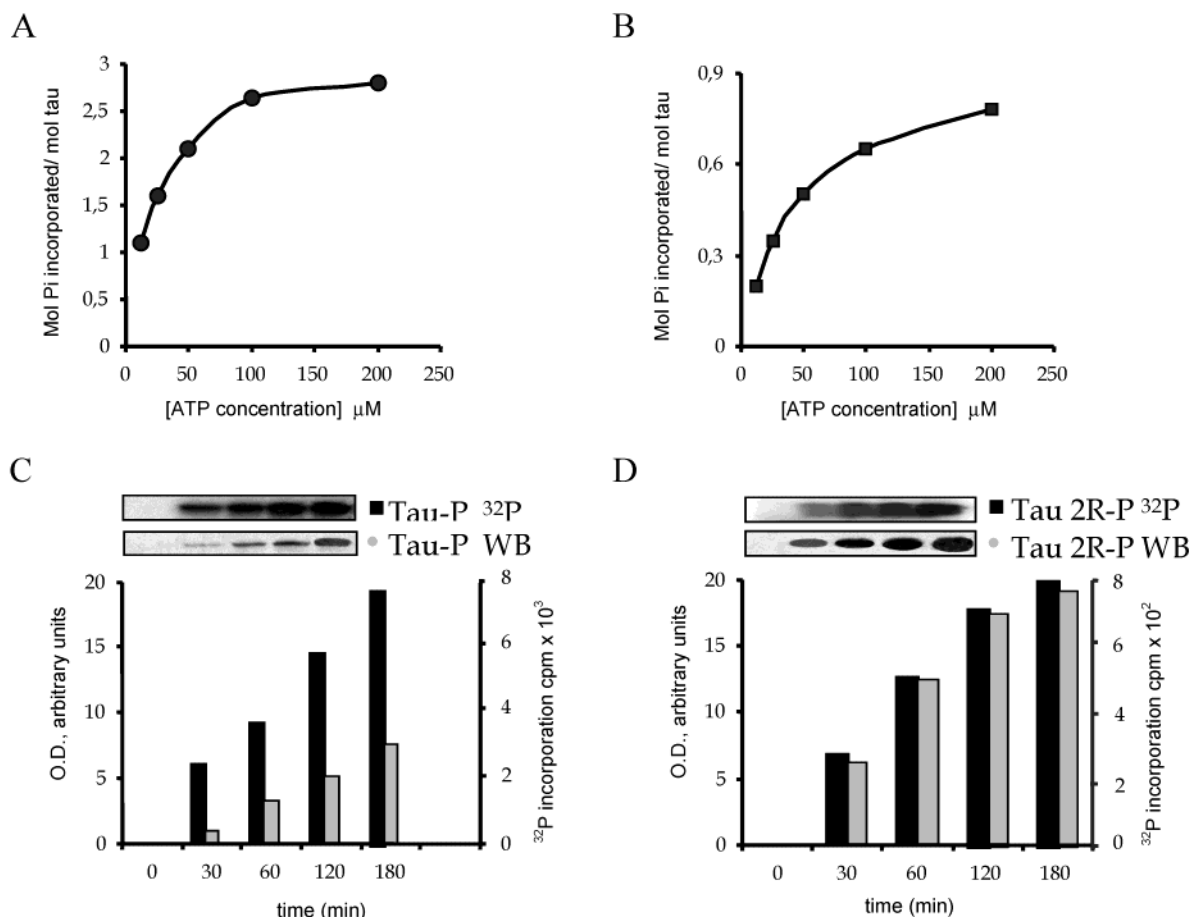 A
B
Mol Pi incorporated/ mol tau
3
2,5
2
1,5
1
0,5
0
0 50 100 150 200 250
[ATP concentration] μM
Mol Pi incorporated/ mol tau
0,9
0,6
0,3
0
0 50 100 150 200 250
[ATP concentration] μM
C
Tau-P 32P
Tau-P WB
O.D., arbitrary units
20
15
10
5
0
8
6
4
2
0
32P incorporation cpm x 10³
0 30 60 120 180
time (min)
D
Tau 2R-P 32P
Tau 2R-P WB
O.D., arbitrary units
20
15
10
5
0
8
6
4
2
0
32P incorporation cpm x 10²
0 30 60 120 180
time (min)